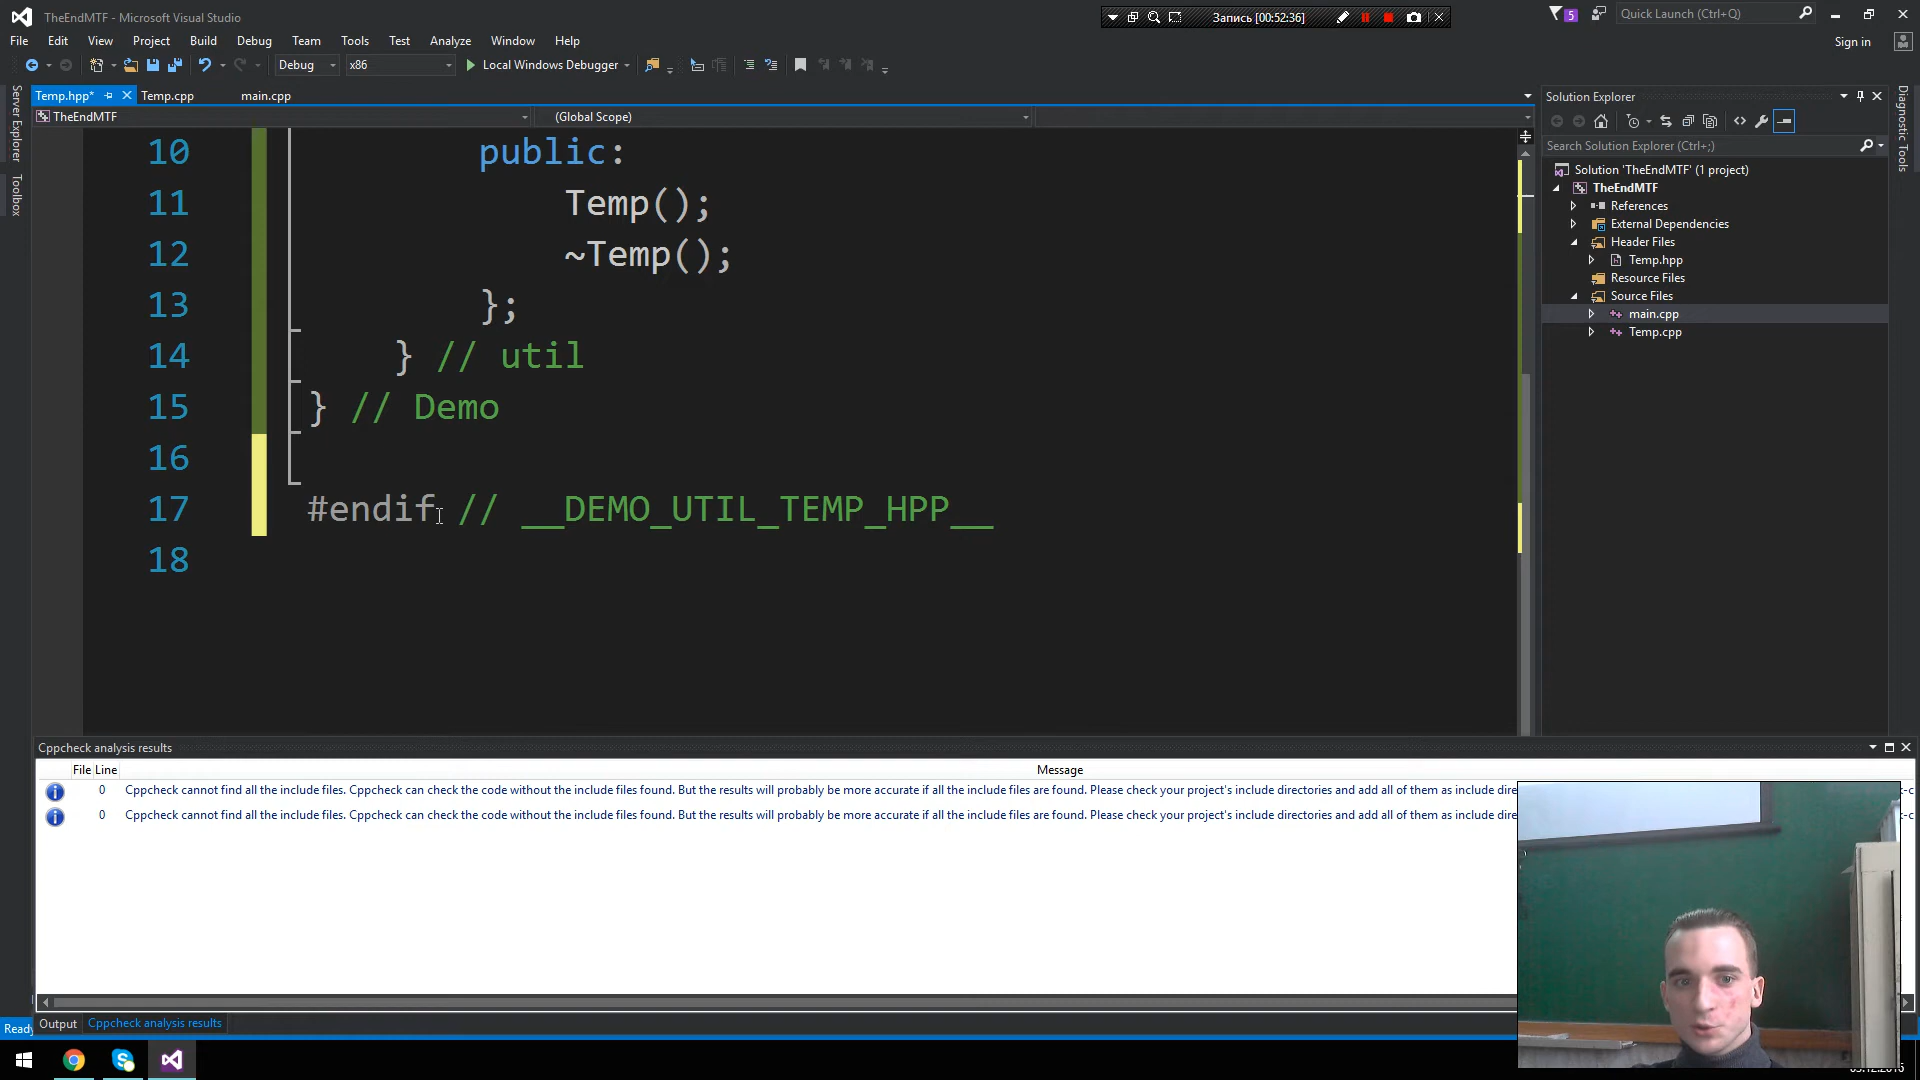 TheEndMTF - Microsoft Visual Studio
Запись [00:52:36]
5
Quick Launch (Ctrl+Q)
File Edit View Project Build Debug Team Tools Test Analyze Window Help
Sign in
Debug x86 Local Windows Debugger
Server Explorer
Toolbox
Temp.hpp* Temp.cpp main.cpp
TheEndMTF (Global Scope)
10 public:
11 Temp();
12 ~Temp();
13 };
14 } // util
15 } // Demo
16
17 #endif // __DEMO_UTIL_TEMP_HPP__
18
Solution Explorer
Search Solution Explorer (Ctrl+;)
Solution 'TheEndMTF' (1 project)
TheEndMTF
References
External Dependencies
Header Files
Temp.hpp
Resource Files
Source Files
main.cpp
Temp.cpp
Diagnostic Tools
Cppcheck analysis results
File Line Message
0 Cppcheck cannot find all the include files. Cppcheck can check the code without the include files found. But the results will probably be more accurate if all the include files are found. Please check your project's include directories and add all of them as include dire
0 Cppcheck cannot find all the include files. Cppcheck can check the code without the include files found. But the results will probably be more accurate if all the include files are found. Please check your project's include directories and add all of them as include dire
Output Cppcheck analysis results
Ready